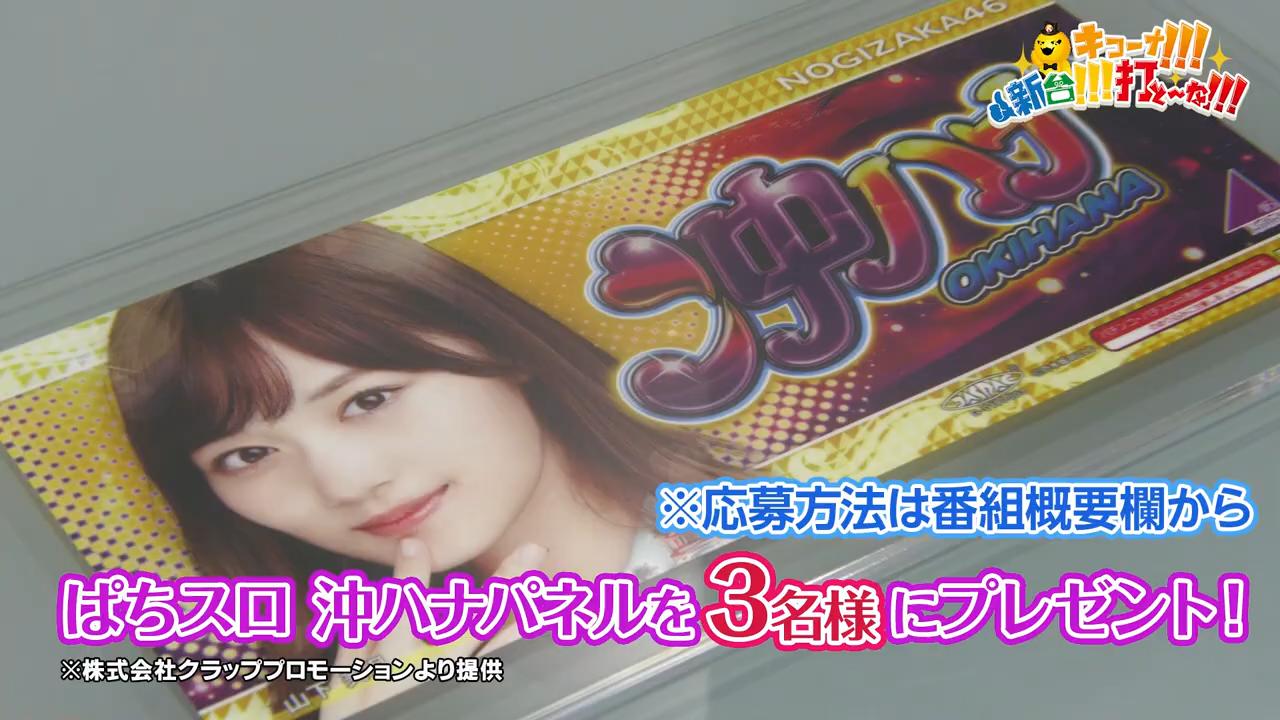 キコーナ!!!
新台!!!打と〜な!!!
NOGIZAKA46
沖ハナ
OKIHANA
※応募方法は番組概要欄から
ぱちスロ 沖ハナパネルを3名様にプレゼント!
※株式会社クラップププロモーションより提供
山下